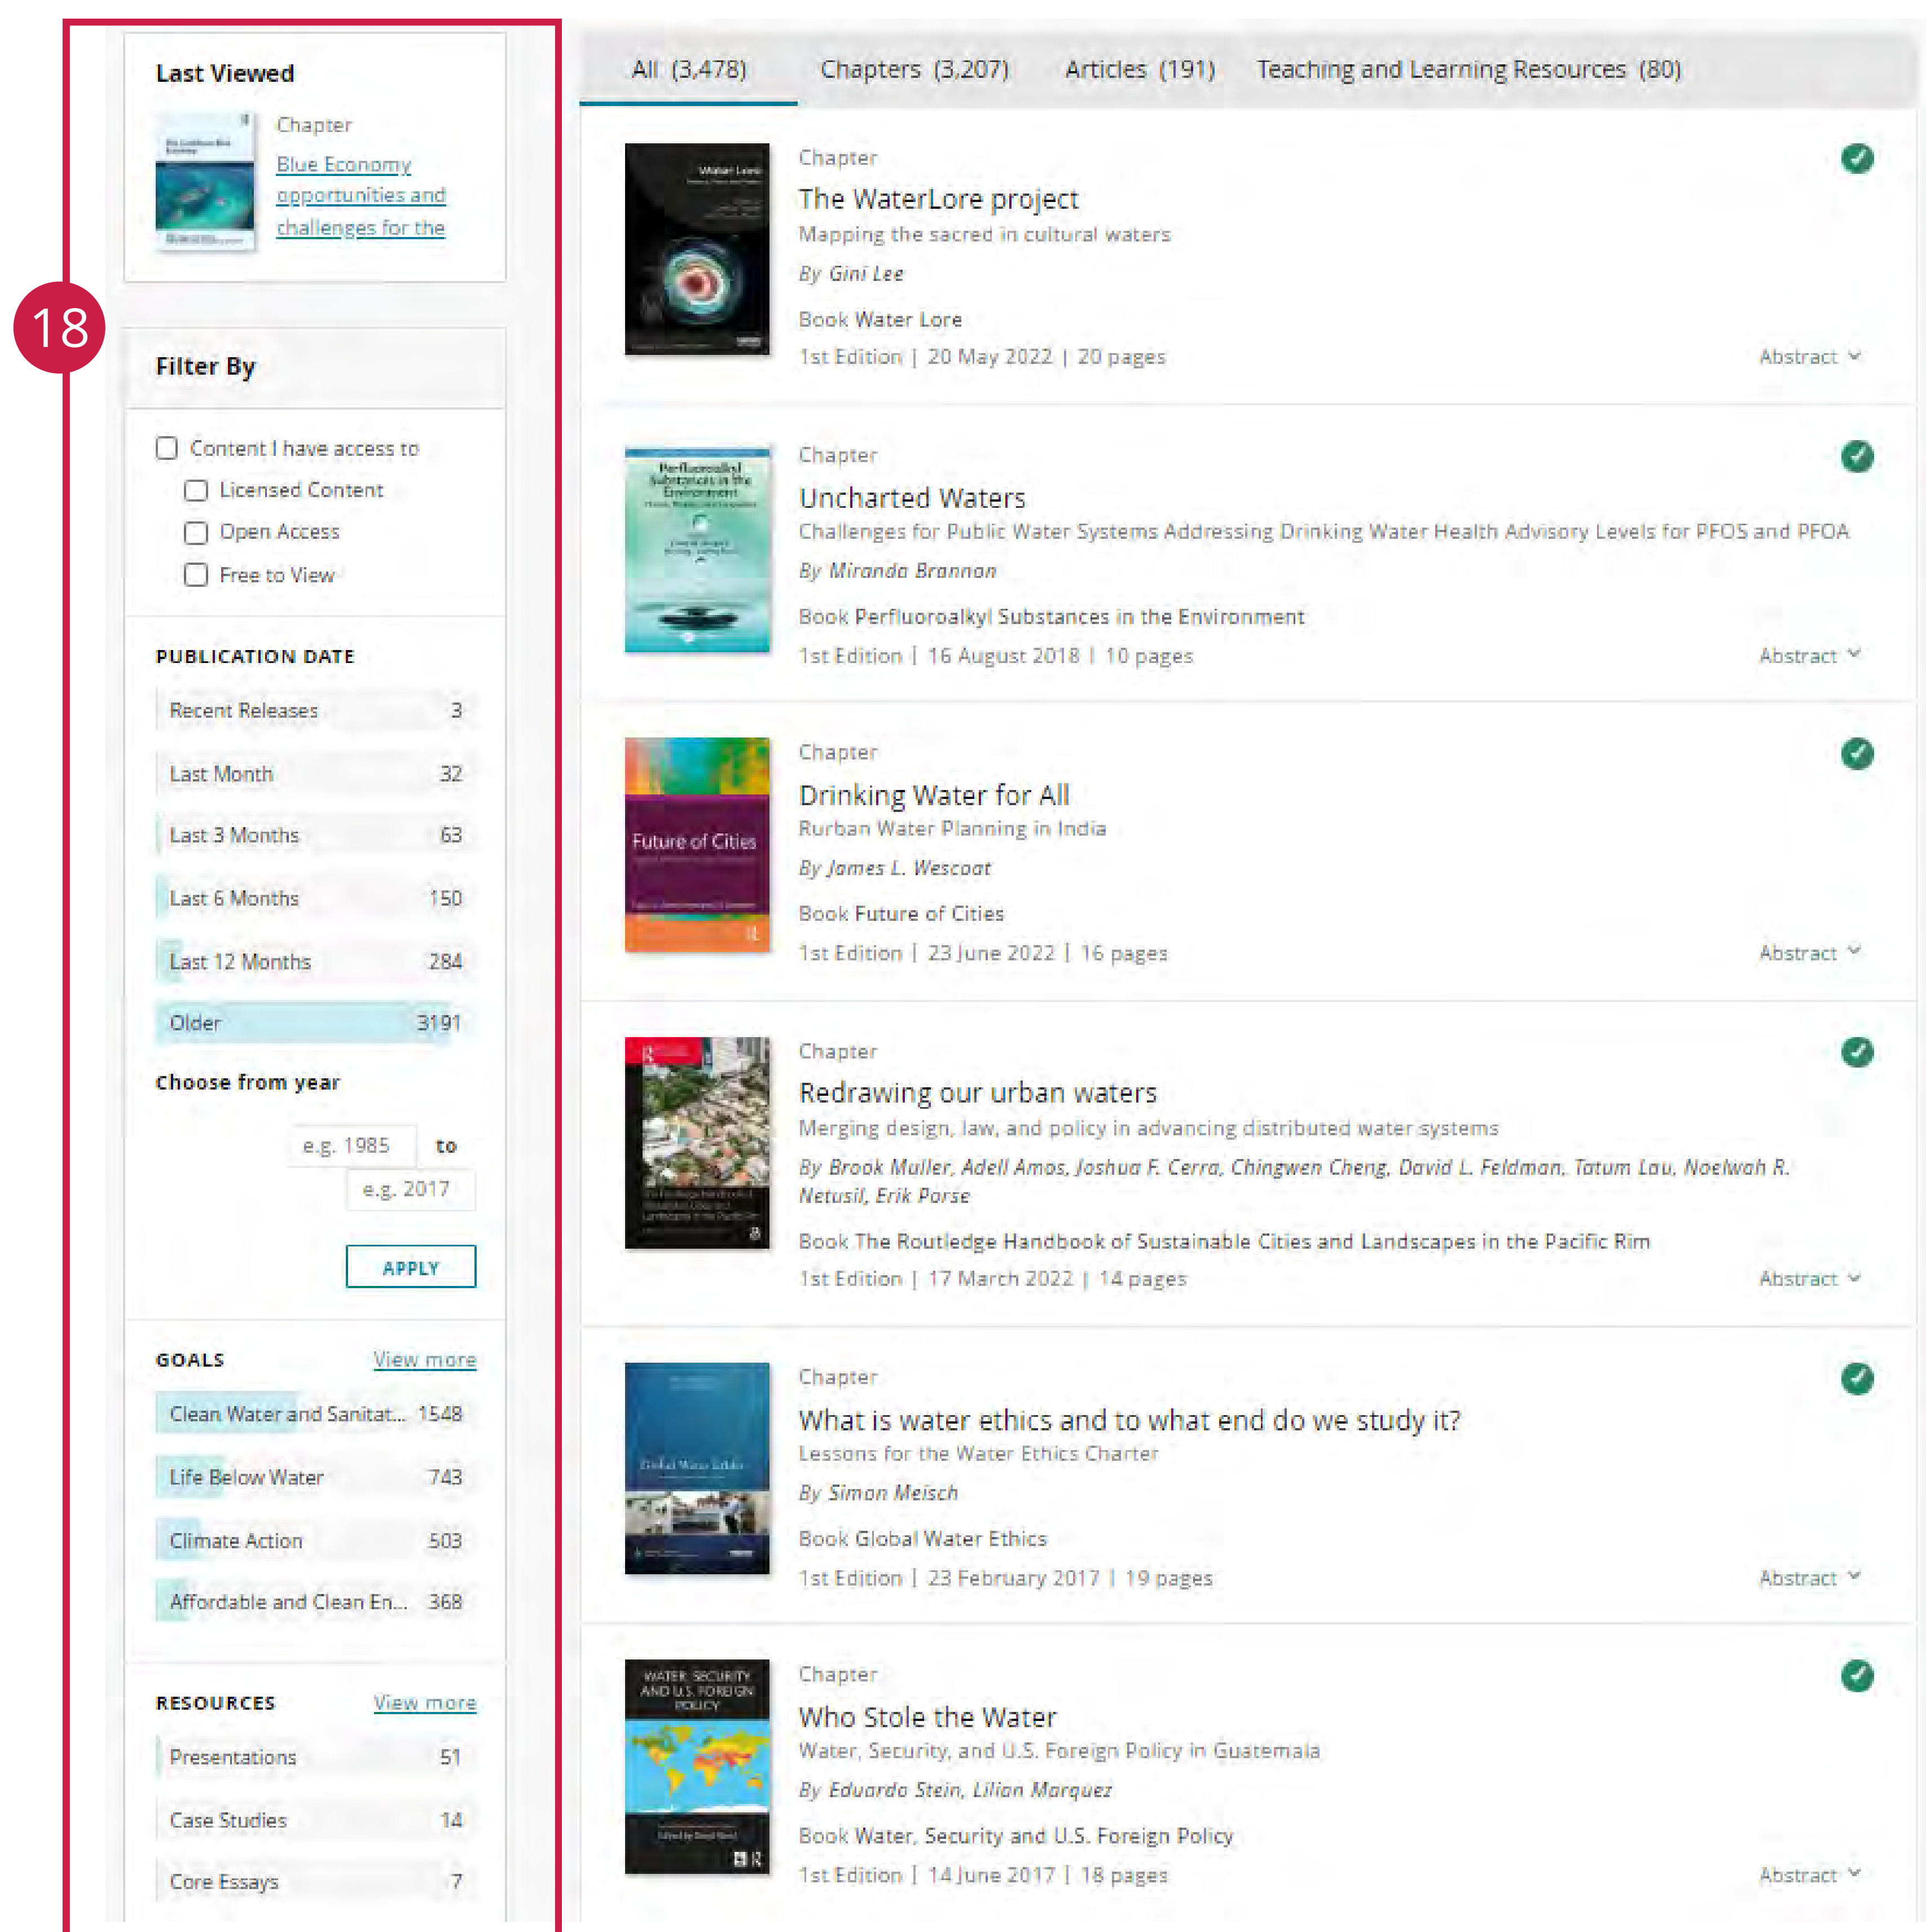 18
Last Viewed
Chapter
Blue Economy
opportunities and
challenges for the
Filter By
Content I have access to
Licensed Content
Open Access
Free to View
PUBLICATION DATE
Recent Releases 3
Last Month 32
Last 3 Months 63
Last 6 Months 150
Last 12 Months 284
Older 3191
Choose from year
e.g. 1985 to
e.g. 2017
APPLY
GOALS View more
Clean Water and Sanitat... 1548
Life Below Water 743
Climate Action 503
Affordable and Clean En... 368
RESOURCES View more
Presentations 51
Case Studies 14
Core Essays 7
All (3,478) Chapters (3,207) Articles (191) Teaching and Learning Resources (80)
Water Lore
Chapter
The WaterLore project
Mapping the sacred in cultural waters
By Gini Lee
Book Water Lore
1st Edition | 20 May 2022 | 20 pages
Abstract
Perfluoroalkyl
Substances in the
Environment
Chapter
Uncharted Waters
Challenges for Public Water Systems Addressing Drinking Water Health Advisory Levels for PFOS and PFOA
By Miranda Brannan
Book Perfluoroalkyl Substances in the Environment
1st Edition | 16 August 2018 | 10 pages
Abstract
Future of Cities
Chapter
Drinking Water for All
Rurban Water Planning in India
By James L. Wescoat
Book Future of Cities
1st Edition | 23 June 2022 | 16 pages
Abstract
Chapter
Redrawing our urban waters
Merging design, law, and policy in advancing distributed water systems
By Brook Muller, Adell Amos, Joshua F. Cerra, Chingwen Cheng, David L. Feldman, Tatum Lau, Noelwah R.
Netusil, Erik Porse
Book The Routledge Handbook of Sustainable Cities and Landscapes in the Pacific Rim
1st Edition | 17 March 2022 | 14 pages
Abstract
Global Water Ethics
Chapter
What is water ethics and to what end do we study it?
Lessons for the Water Ethics Charter
By Simon Meisch
Book Global Water Ethics
1st Edition | 23 February 2017 | 19 pages
Abstract
WATER, SECURITY
AND U.S. FOREIGN
POLICY
Chapter
Who Stole the Water
Water, Security, and U.S. Foreign Policy in Guatemala
By Eduardo Stein, Lilian Marquez
Book Water, Security and U.S. Foreign Policy
1st Edition | 14 June 2017 | 18 pages
Abstract